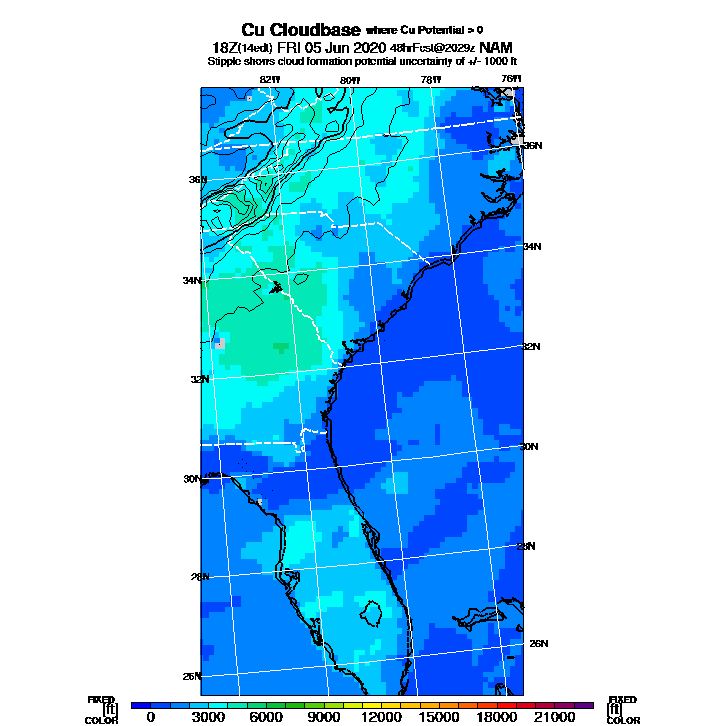 Cu Cloudbase where Cu Potential > 0
18Z(14edt) FRI 05 Jun 2020 48hrFcst@2029z NAM
Stipple shows cloud formation potential uncertainty of +/- 1000 ft
82W 80W 78W 76W
36N
36N
34N
34N
32N
32N
30N
30N
28N
28N
26N
26N
FIXED FIXED
[ft] [ft]
COLOR 0 3000 6000 9000 12000 15000 18000 21000 COLOR